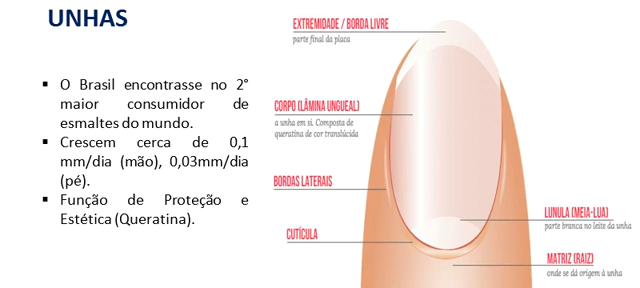 UNHAS
▪ O Brasil encontrasse no 2°
maior consumidor de
esmaltes do mundo.
▪ Crescem cerca de 0,1
mm/dia (mão), 0,03mm/dia
(pé).
▪ Função de Proteção e
Estética (Queratina).
EXTREMIDADE / BORDA LIVRE
parte final da placa
CORPO (LÂMINA UNGUEAL)
a unha em si. Composta de
queratina de cor translúcida
BORDAS LATERAIS
CUTÍCULA
LUNULA (MEIA-LUA)
parte branca no leito da unha
MATRIZ (RAIZ)
onde se dá origem à unha